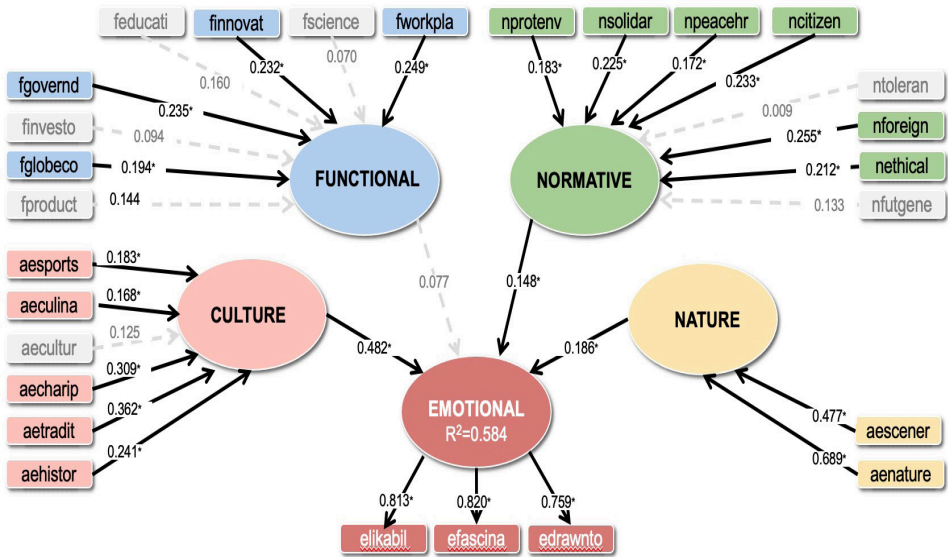 feducati
finnovat
fscience
fworkpla
nprotenv
nsolidar
npeacehr
ncitizen
0.160
0.232*
0.070
0.249*
0.183*
0.225*
0.172*
0.233*
fgovernd
0.235*
finvesto
0.094
fglobeco
0.194*
fproduct
0.144
FUNCTIONAL
NORMATIVE
ntoleran
0.009
nforeign
0.255*
nethical
0.212*
nfutgene
0.133
aesports
0.183*
aeculina
0.168*
aecultur
0.125
aecharip
0.309*
aetradit
0.362*
aehistor
0.241*
CULTURE
NATURE
0.077
0.148*
0.482*
0.186*
EMOTIONAL
R²=0.584
0.477*
aescener
0.689*
aenature
0.813*
0.820*
0.759*
elikabil
efascina
edrawnto